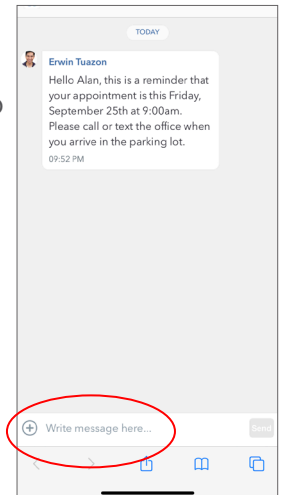 TODAY
Erwin Tuazon
Hello Alan, this is a reminder that
your appointment is this Friday,
September 25th at 9:00am.
Please call or text the office when
you arrive in the parking lot.
09:52 PM
Write message here...
Send